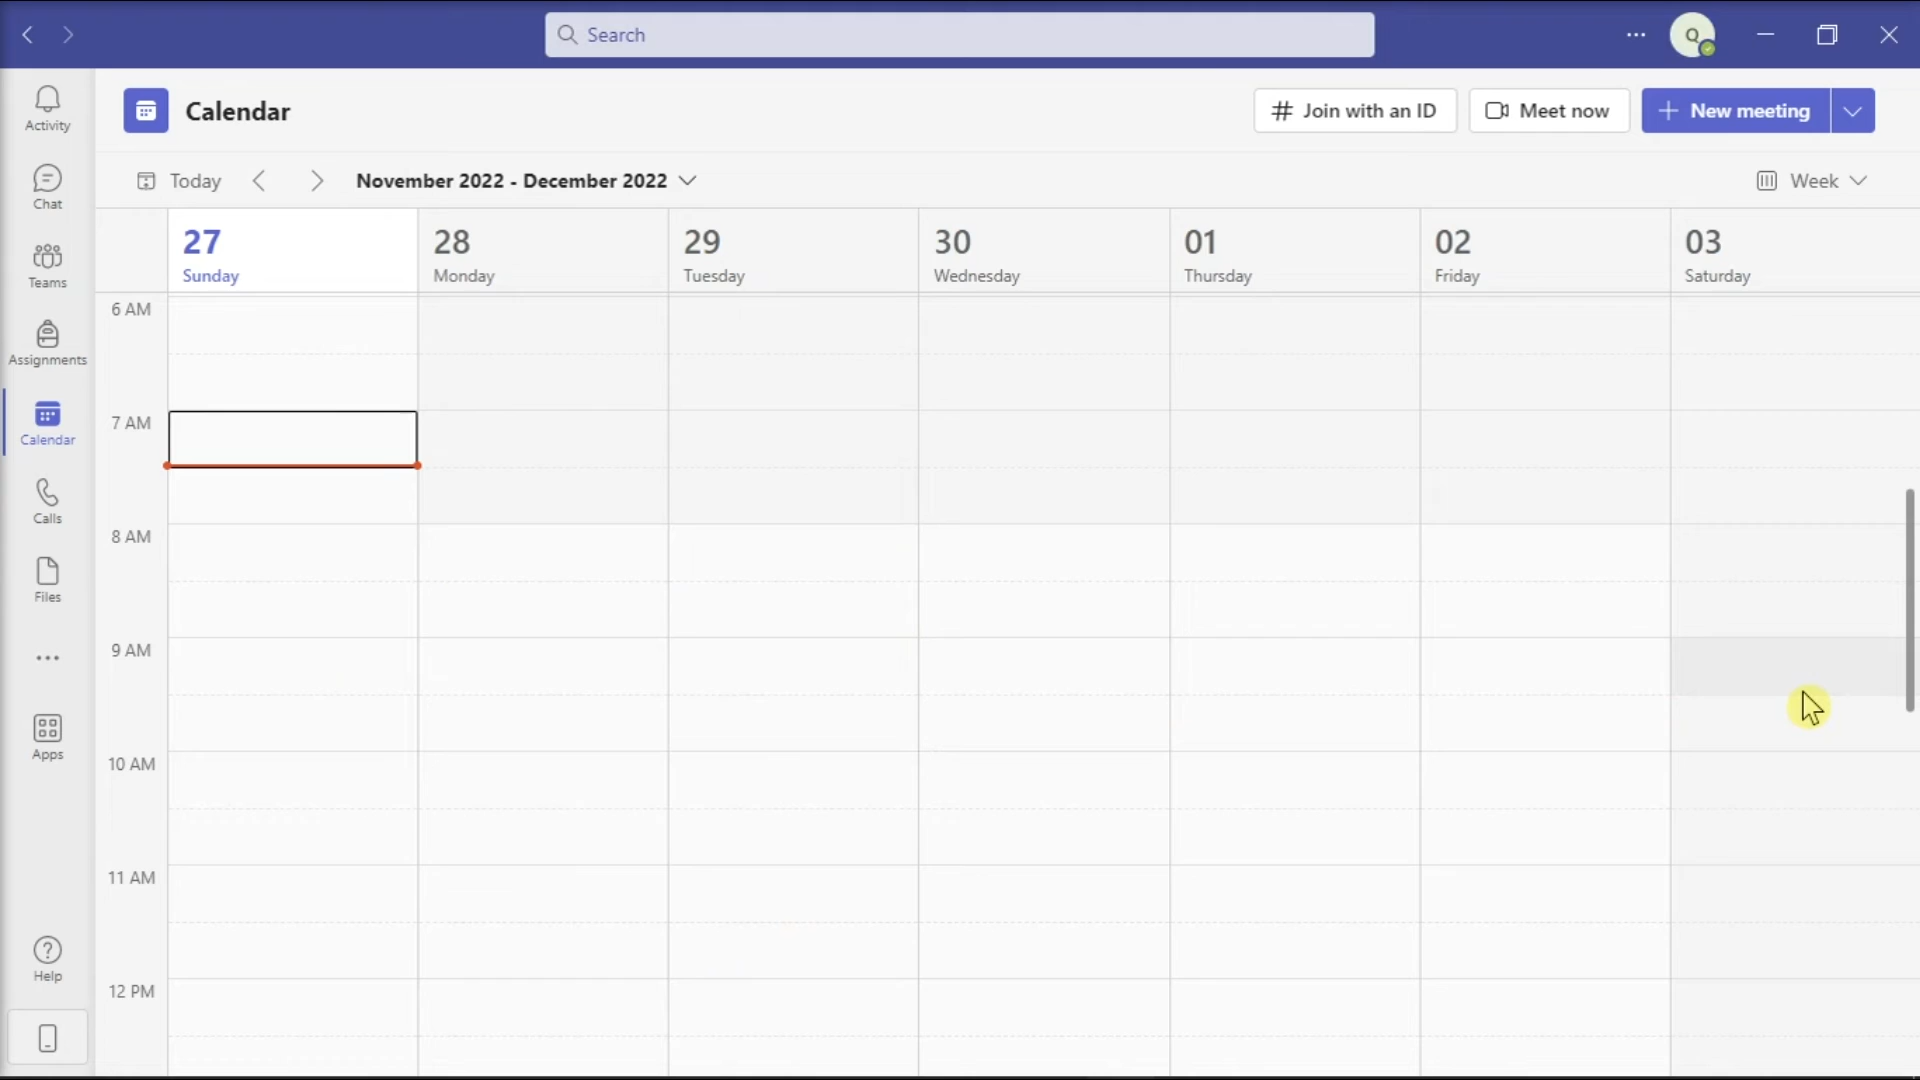 Search
Q
Activity
Chat
Teams
Assignments
Calendar
Calls
Files
Apps
Help
Calendar
# Join with an ID
Meet now
+ New meeting
Today
November 2022 - December 2022
Week
27
Sunday
28
Monday
29
Tuesday
30
Wednesday
01
Thursday
02
Friday
03
Saturday
6 AM
7 AM
8 AM
9 AM
10 AM
11 AM
12 PM